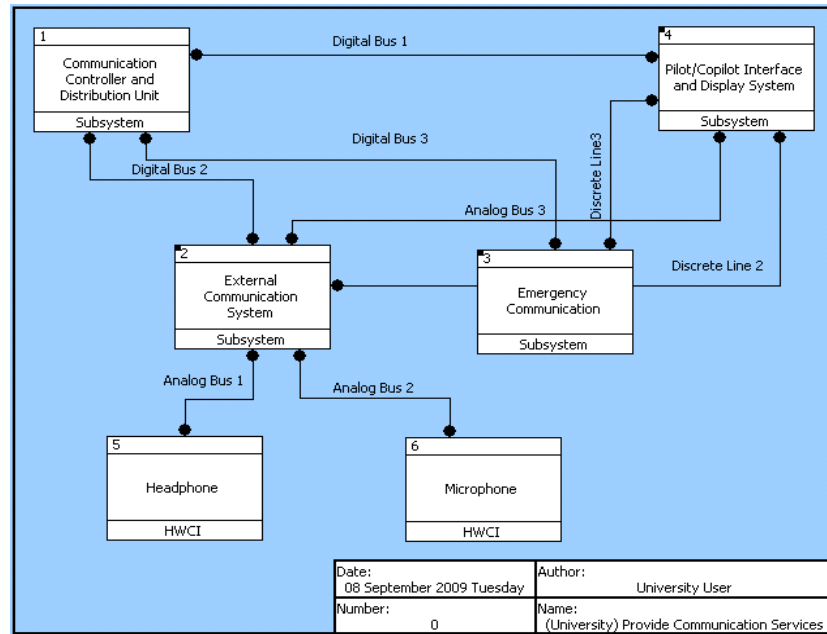 1
Communication
Controller and
Distribution Unit
Subsystem
Digital Bus 1
4
Pilot/Copilot Interface
and Display System
Subsystem
Digital Bus 3
Digital Bus 2
Discrete Line3
Analog Bus 3
2
External
Communication
System
Subsystem
3
Emergency
Communication
Subsystem
Discrete Line 2
Analog Bus 1
Analog Bus 2
5
Headphone
HWCI
6
Microphone
HWCI
Date:
08 September 2009 Tuesday
Author:
University User
Number:
0
Name:
(University) Provide Communication Services